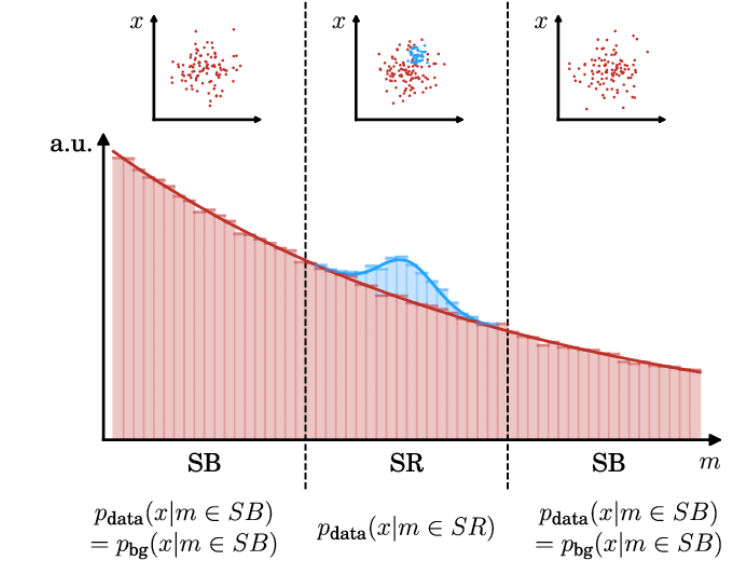 x
x
x
a.u.
SB
SR
SB
m
p_data(x|m ∈ SB)
= p_bg(x|m ∈ SB)
p_data(x|m ∈ SR)
p_data(x|m ∈ SB)
= p_bg(x|m ∈ SB)